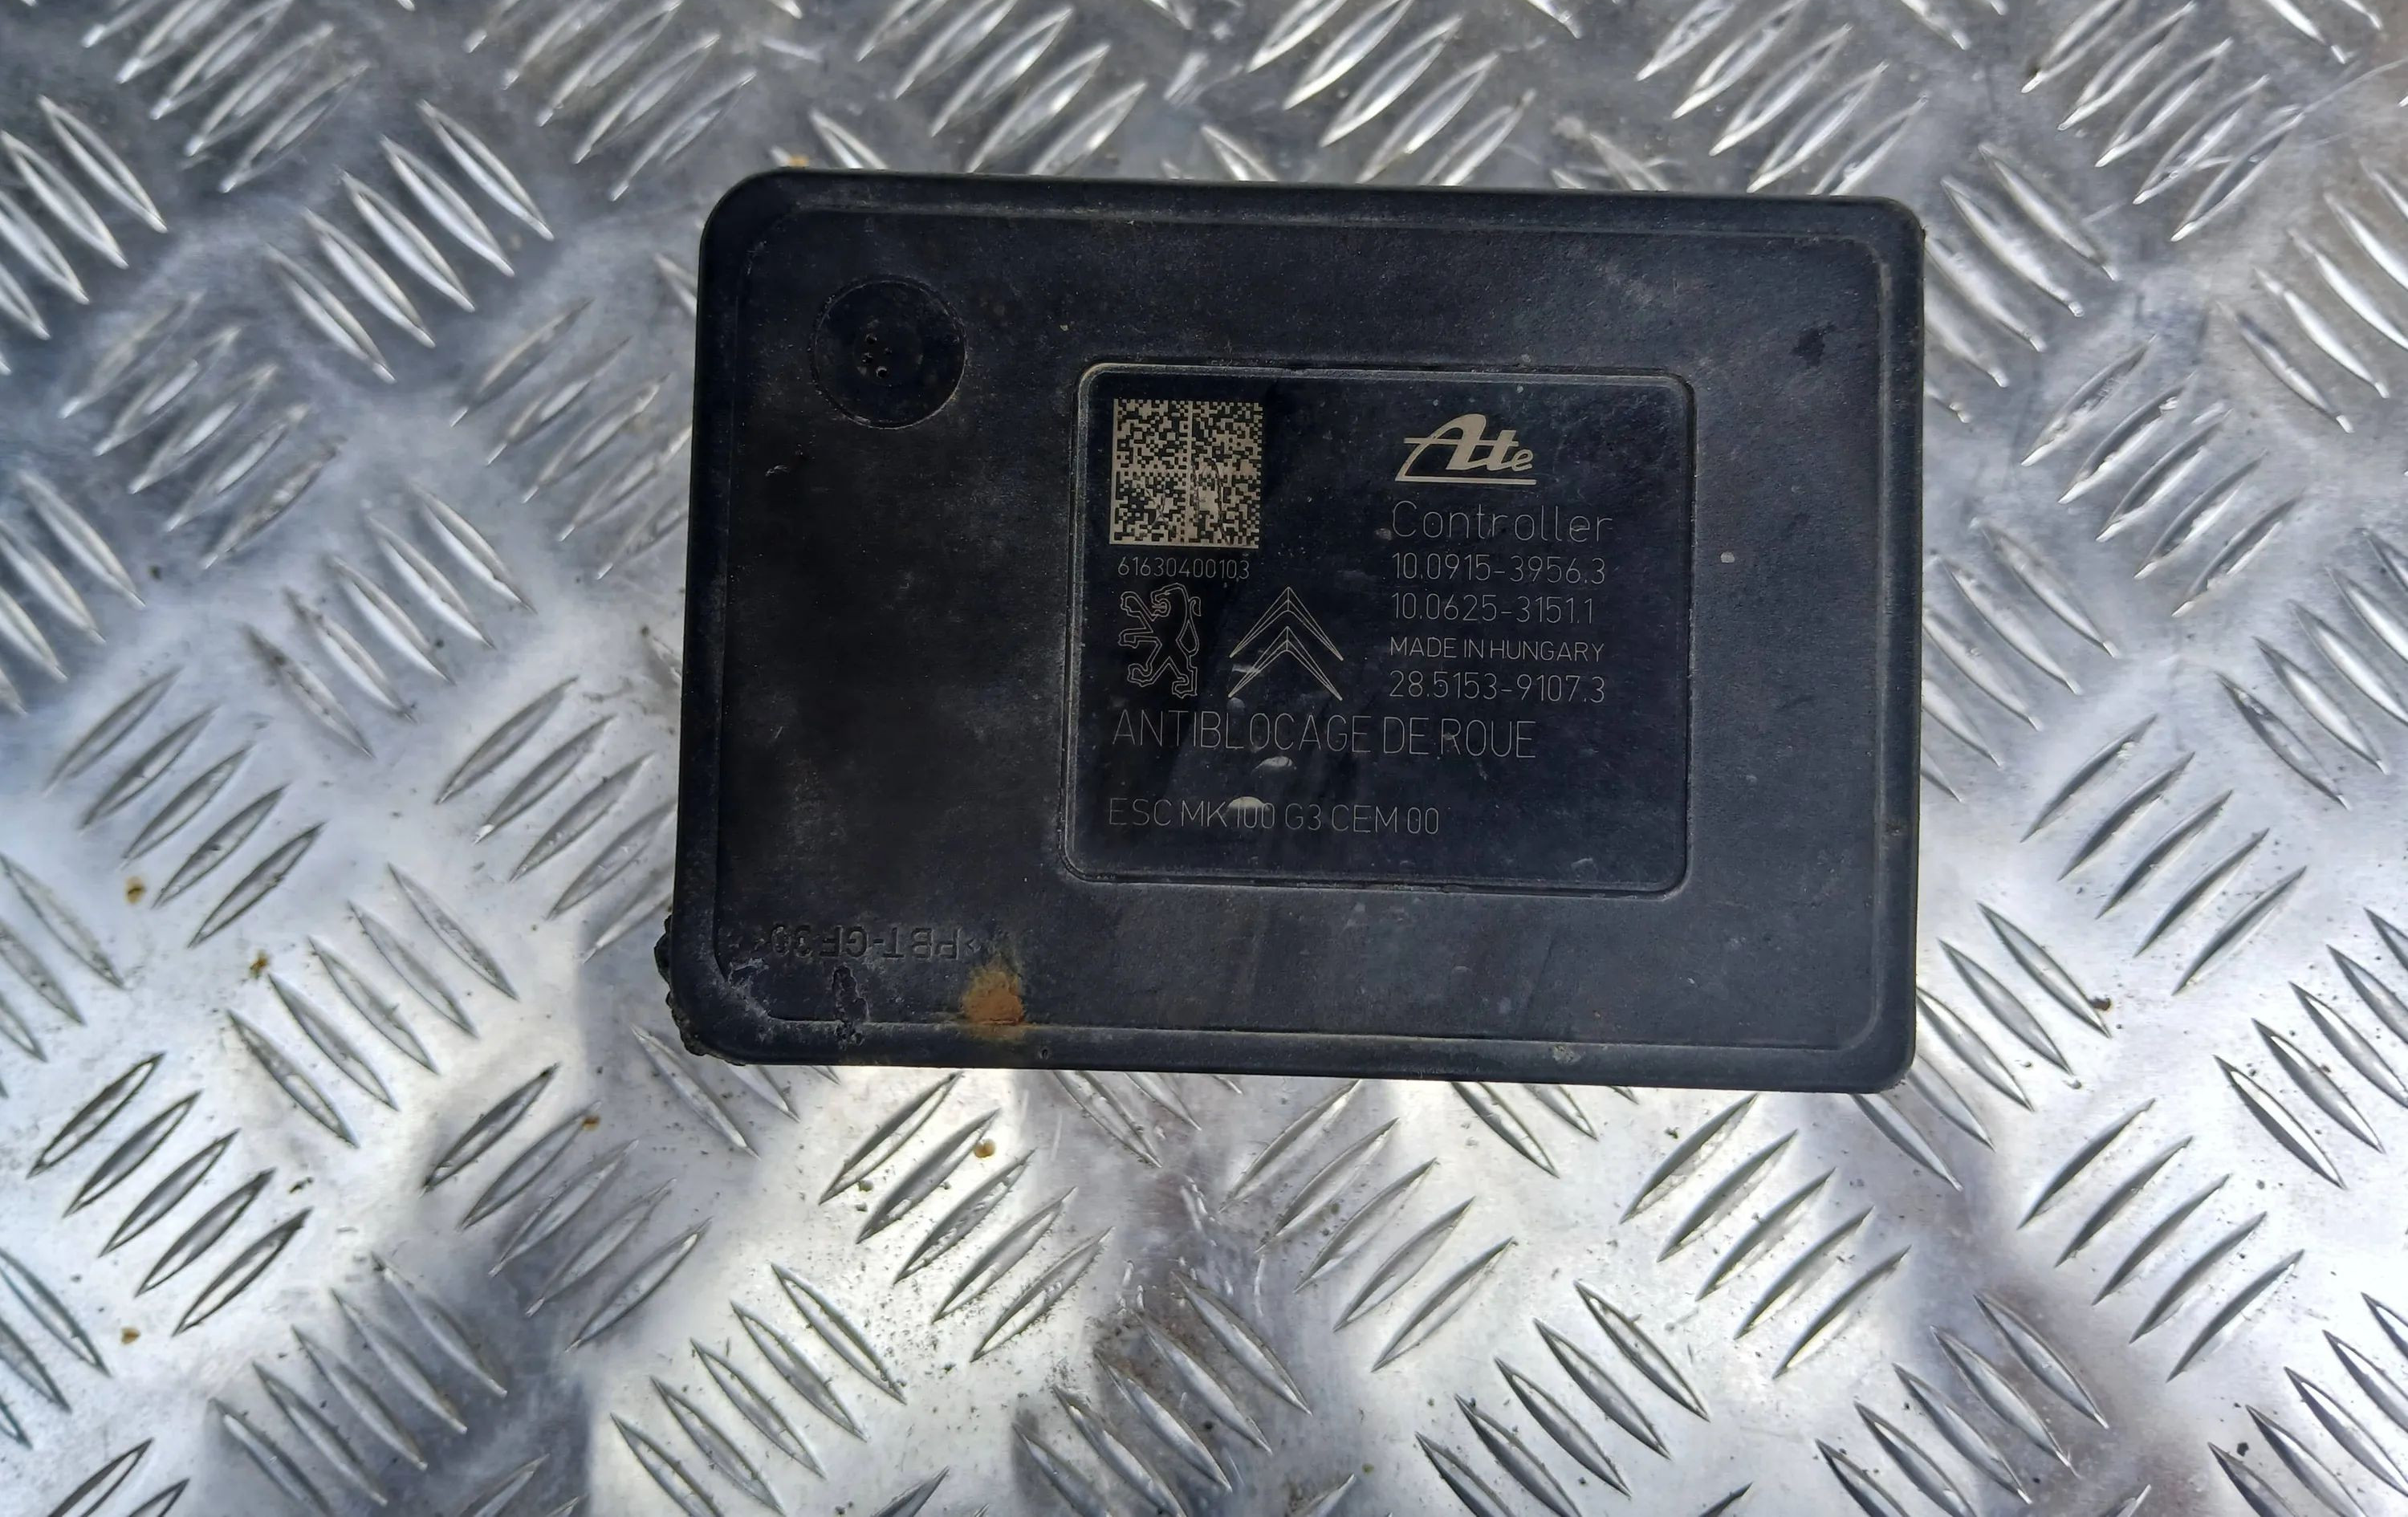 Ate
Controller
10.0915-3956.3
10.0625-3151.1
MADE IN HUNGARY
28.5153-9107.3
61630400103
ANTIBLOCAGE DE ROUE
ESC MK100 G3 CEM 00
>PBT-GF30<